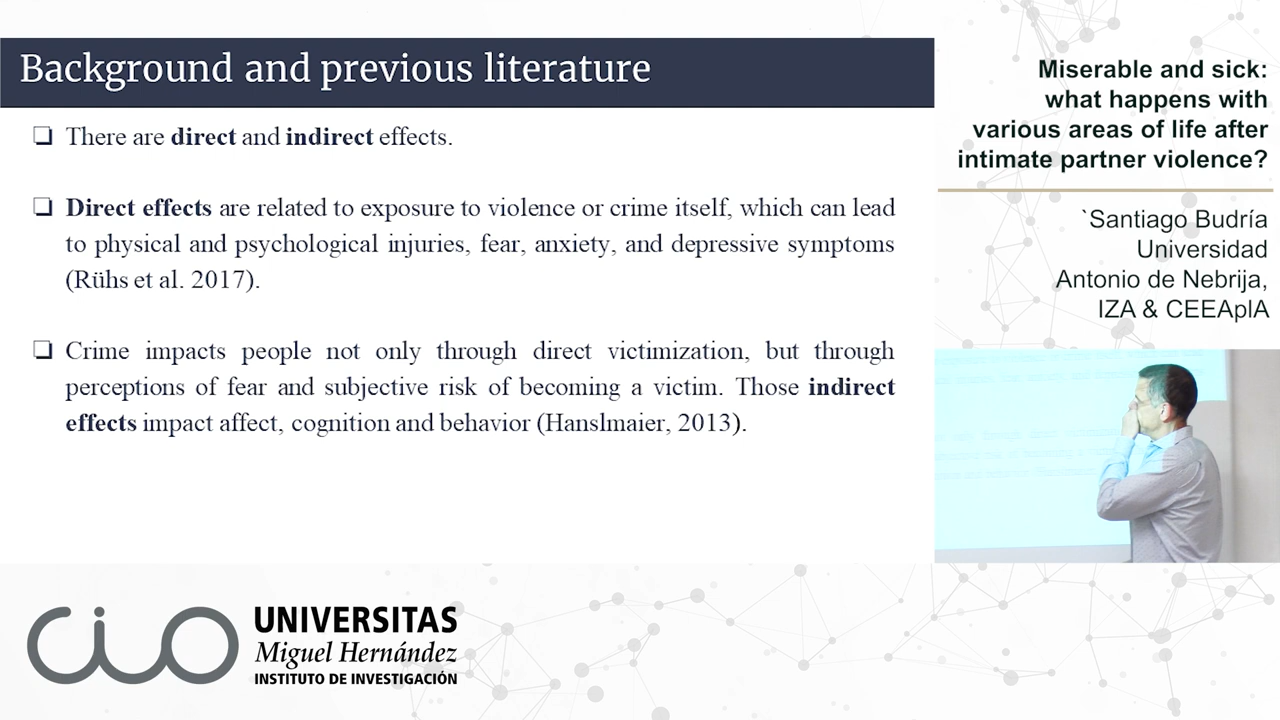 Background and previous literature
❑ There are direct and indirect effects.
❑ Direct effects are related to exposure to violence or crime itself, which can lead
to physical and psychological injuries, fear, anxiety, and depressive symptoms
(Rühs et al. 2017).
❑ Crime impacts people not only through direct victimization, but through
perceptions of fear and subjective risk of becoming a victim. Those indirect
effects impact affect, cognition and behavior (Hanslmaier, 2013).
Miserable and sick:
what happens with
various areas of life after
intimate partner violence?
`Santiago Budría
Universidad
Antonio de Nebrija,
IZA & CEEAplA
cio
UNIVERSITAS
Miguel Hernández
INSTITUTO DE INVESTIGACIÓN